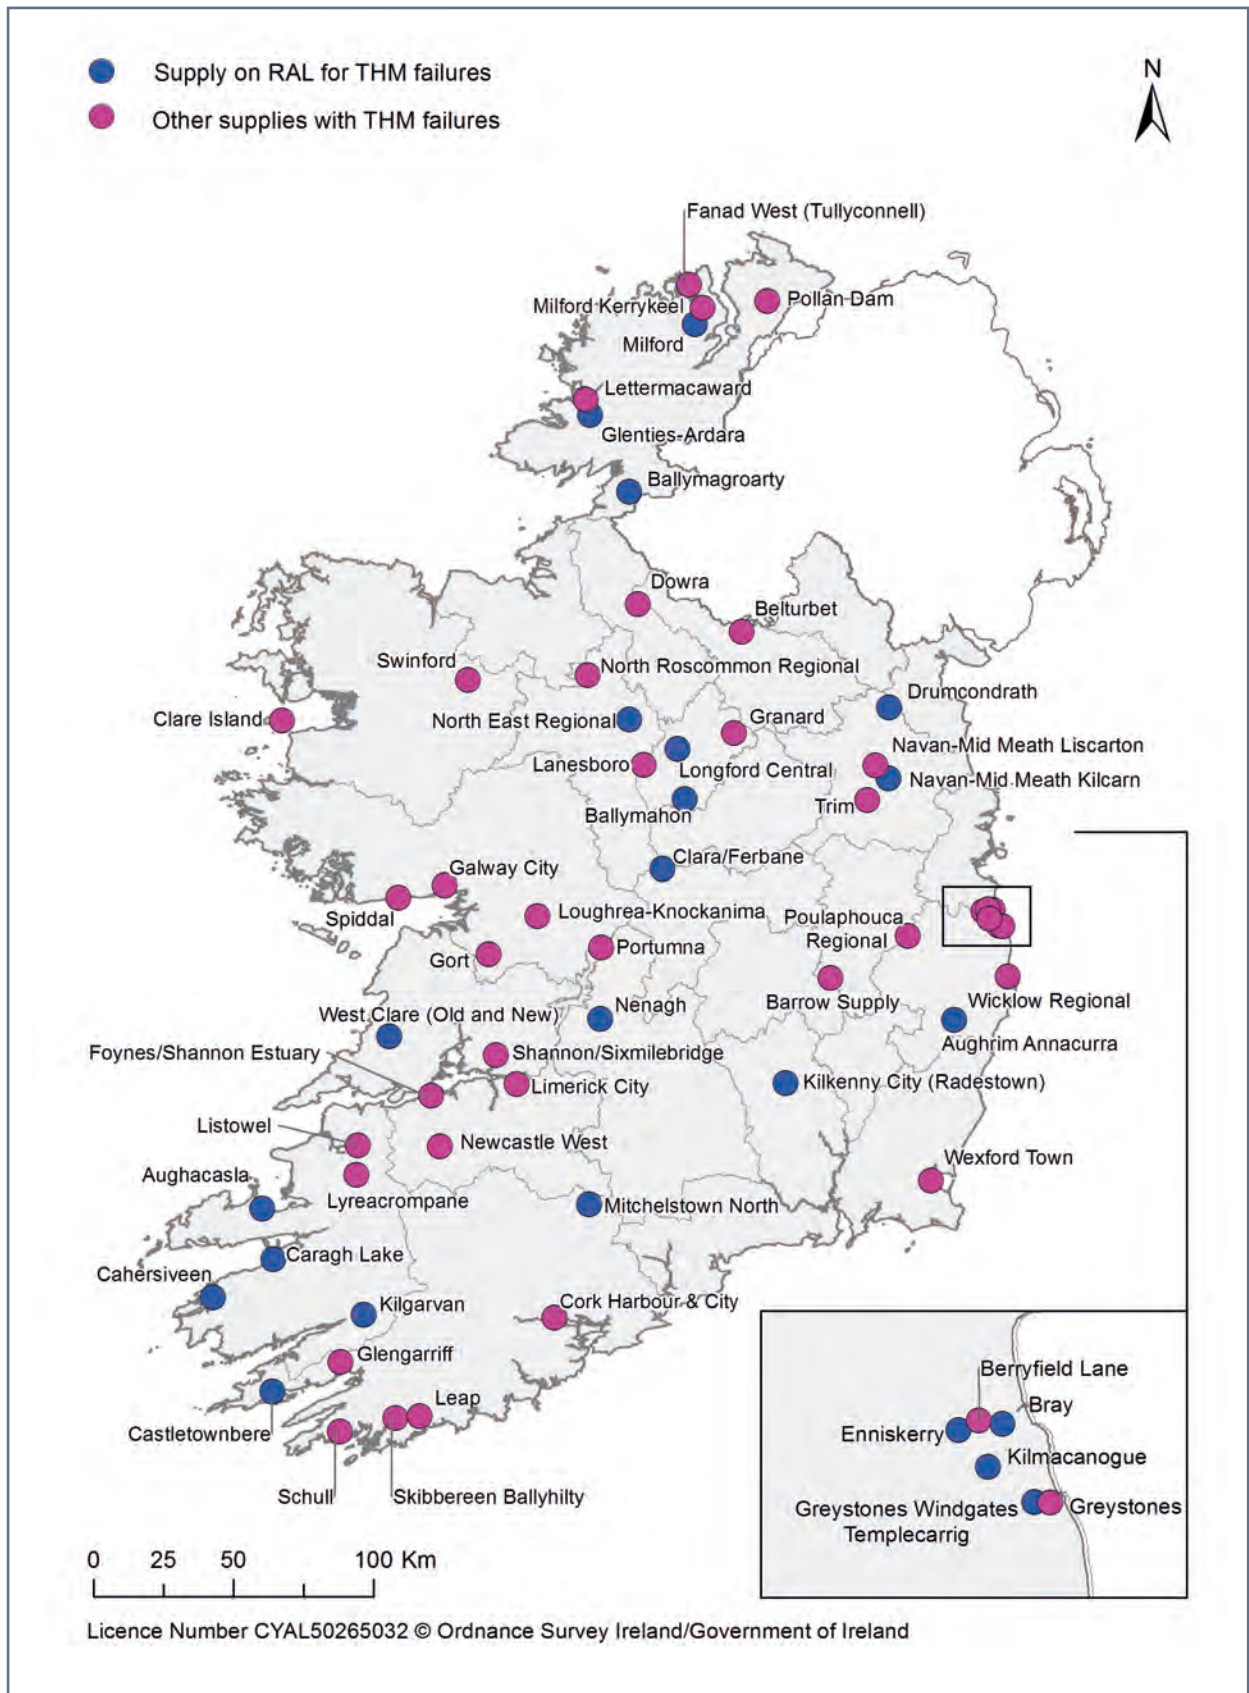 Supply on RAL for THM failures
Other supplies with THM failures
N
Fanad West (Tullyconnell)
Milford Kerrykeel
Pollan Dam
Milford
Lettermacaward
Glenties-Ardara
Ballymagroarty
Dowra
Belturbet
Swinford
North Roscommon Regional
Drumcondrath
Clare Island
North East Regional
Granard
Navan-Mid Meath Liscarton
Lanesboro
Longford Central
Navan-Mid Meath Kilcarn
Ballymahon
Trim
Clara/Ferbane
Galway City
Spiddal
Loughrea-Knockanima
Poulaphouca
Regional
Gort
Portumna
Barrow Supply
Wicklow Regional
West Clare (Old and New)
Nenagh
Aughrim Annacurra
Foynes/Shannon Estuary
Shannon/Sixmilebridge
Limerick City
Kilkenny City (Radestown)
Listowel
Newcastle West
Wexford Town
Aughacasla
Lyreacrompane
Mitchelstown North
Caragh Lake
Cahersiveen
Kilgarvan
Cork Harbour & City
Glengarriff
Leap
Castletownbere
Schull
Skibbereen Ballyhilty
Berryfield Lane
Bray
Enniskerry
Kilmacanogue
Greystones Windgates
Templecarrig
Greystones
0 25 50 100 Km
Licence Number CYAL50265032 © Ordnance Survey Ireland/Government of Ireland